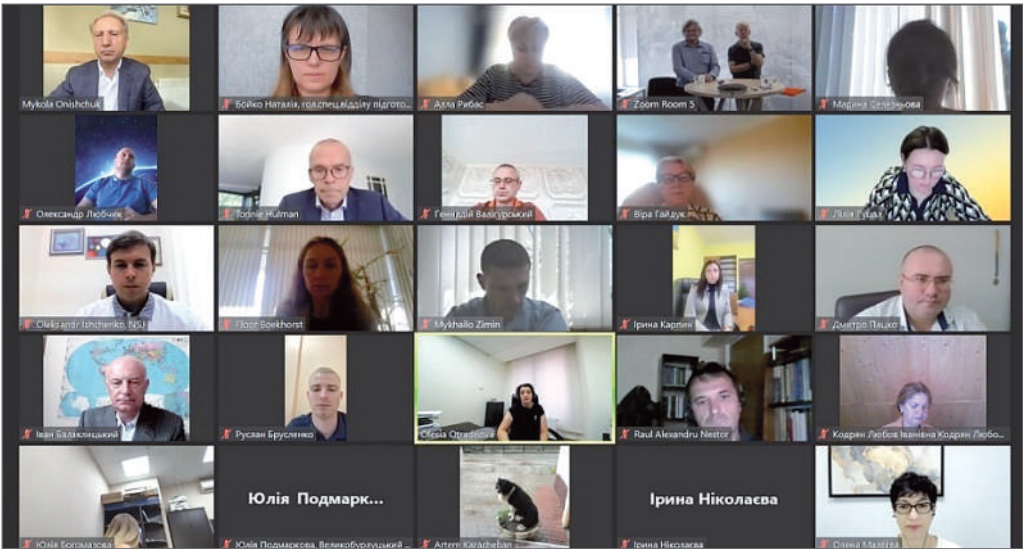 Mykola Onishchuk
Бойко Наталія, гол.спец.відділу підгото...
Алла Рибас
Zoom Room 5
Марина Селезньова
Олександр Любчик
Tonnie Hulman
Геннадій Валігурський
Віра Гайдук
Лілія Гущал
Oleksandr Ishchenko, NSJ
Floor Boekhorst
Mykhailo Zimin
Ірина Карпин
Дмитро Пацко
Іван Балаклицький
Руслан Брусленко
Olesia Otradnova
Raul Alexandru Nestor
Кодрян Любов Іванівна Кодрян Любо...
Юлія Подмарк...
Ірина Ніколаєва
Юлія Богомазова
Юлія Подмаркова, Великобурлуцький ...
Artem Karacheban
Ірина Ніколаєва